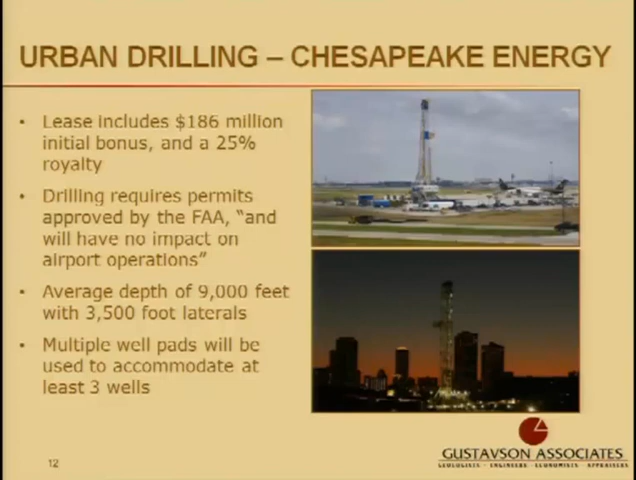 URBAN DRILLING – CHESAPEAKE ENERGY
• Lease includes $186 million
initial bonus, and a 25%
royalty
• Drilling requires permits
approved by the FAA, “and
will have no impact on
airport operations”
• Average depth of 9,000 feet
with 3,500 foot laterals
• Multiple well pads will be
used to accommodate at
least 3 wells
12
GUSTAVSON ASSOCIATES
GEOLOGISTS · ENGINEERS · ECONOMISTS · APPRAISERS